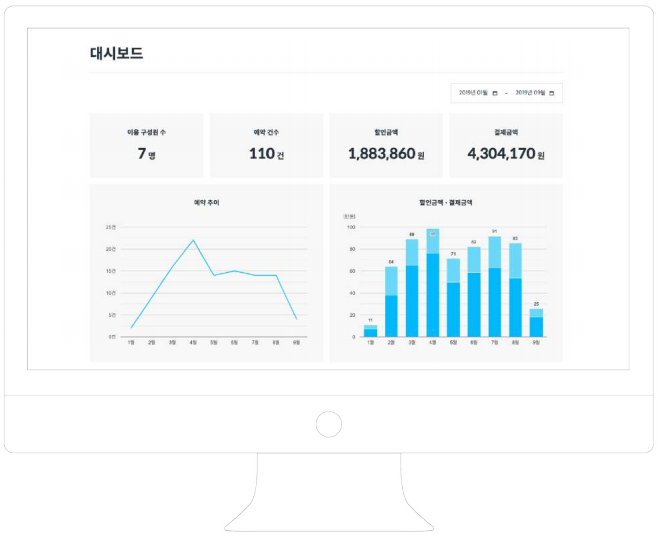 대시보드
2019년 01월 - 2019년 09월
이용 구성원 수
7 명
예약 건수
110 건
할인금액
1,883,860 원
결제금액
4,304,170 원
예약 추이
25건
20건
15건
10건
5건
0건
1월 2월 3월 4월 5월 6월 7월 8월 9월
할인금액 · 결제금액
(만원)
100
80
60
40
20
0
11 64 88 71 82 91 85 25
1월 2월 3월 4월 5월 6월 7월 8월 9월